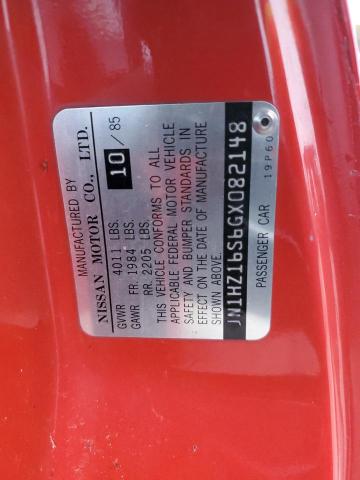 MANUFACTURED BY
NISSAN MOTOR CO., LTD.
10/85
GVWR 4011 LBS.
GAWR FR. 1984 LBS.
RR. 2205 LBS.
THIS VEHICLE CONFORMS TO ALL
APPLICABLE FEDERAL MOTOR VEHICLE
SAFETY AND BUMPER STANDARDS IN
EFFECT ON THE DATE OF MANUFACTURE
SHOWN ABOVE.
JN1HZ16S6GX082148
PASSENGER CAR
19P60